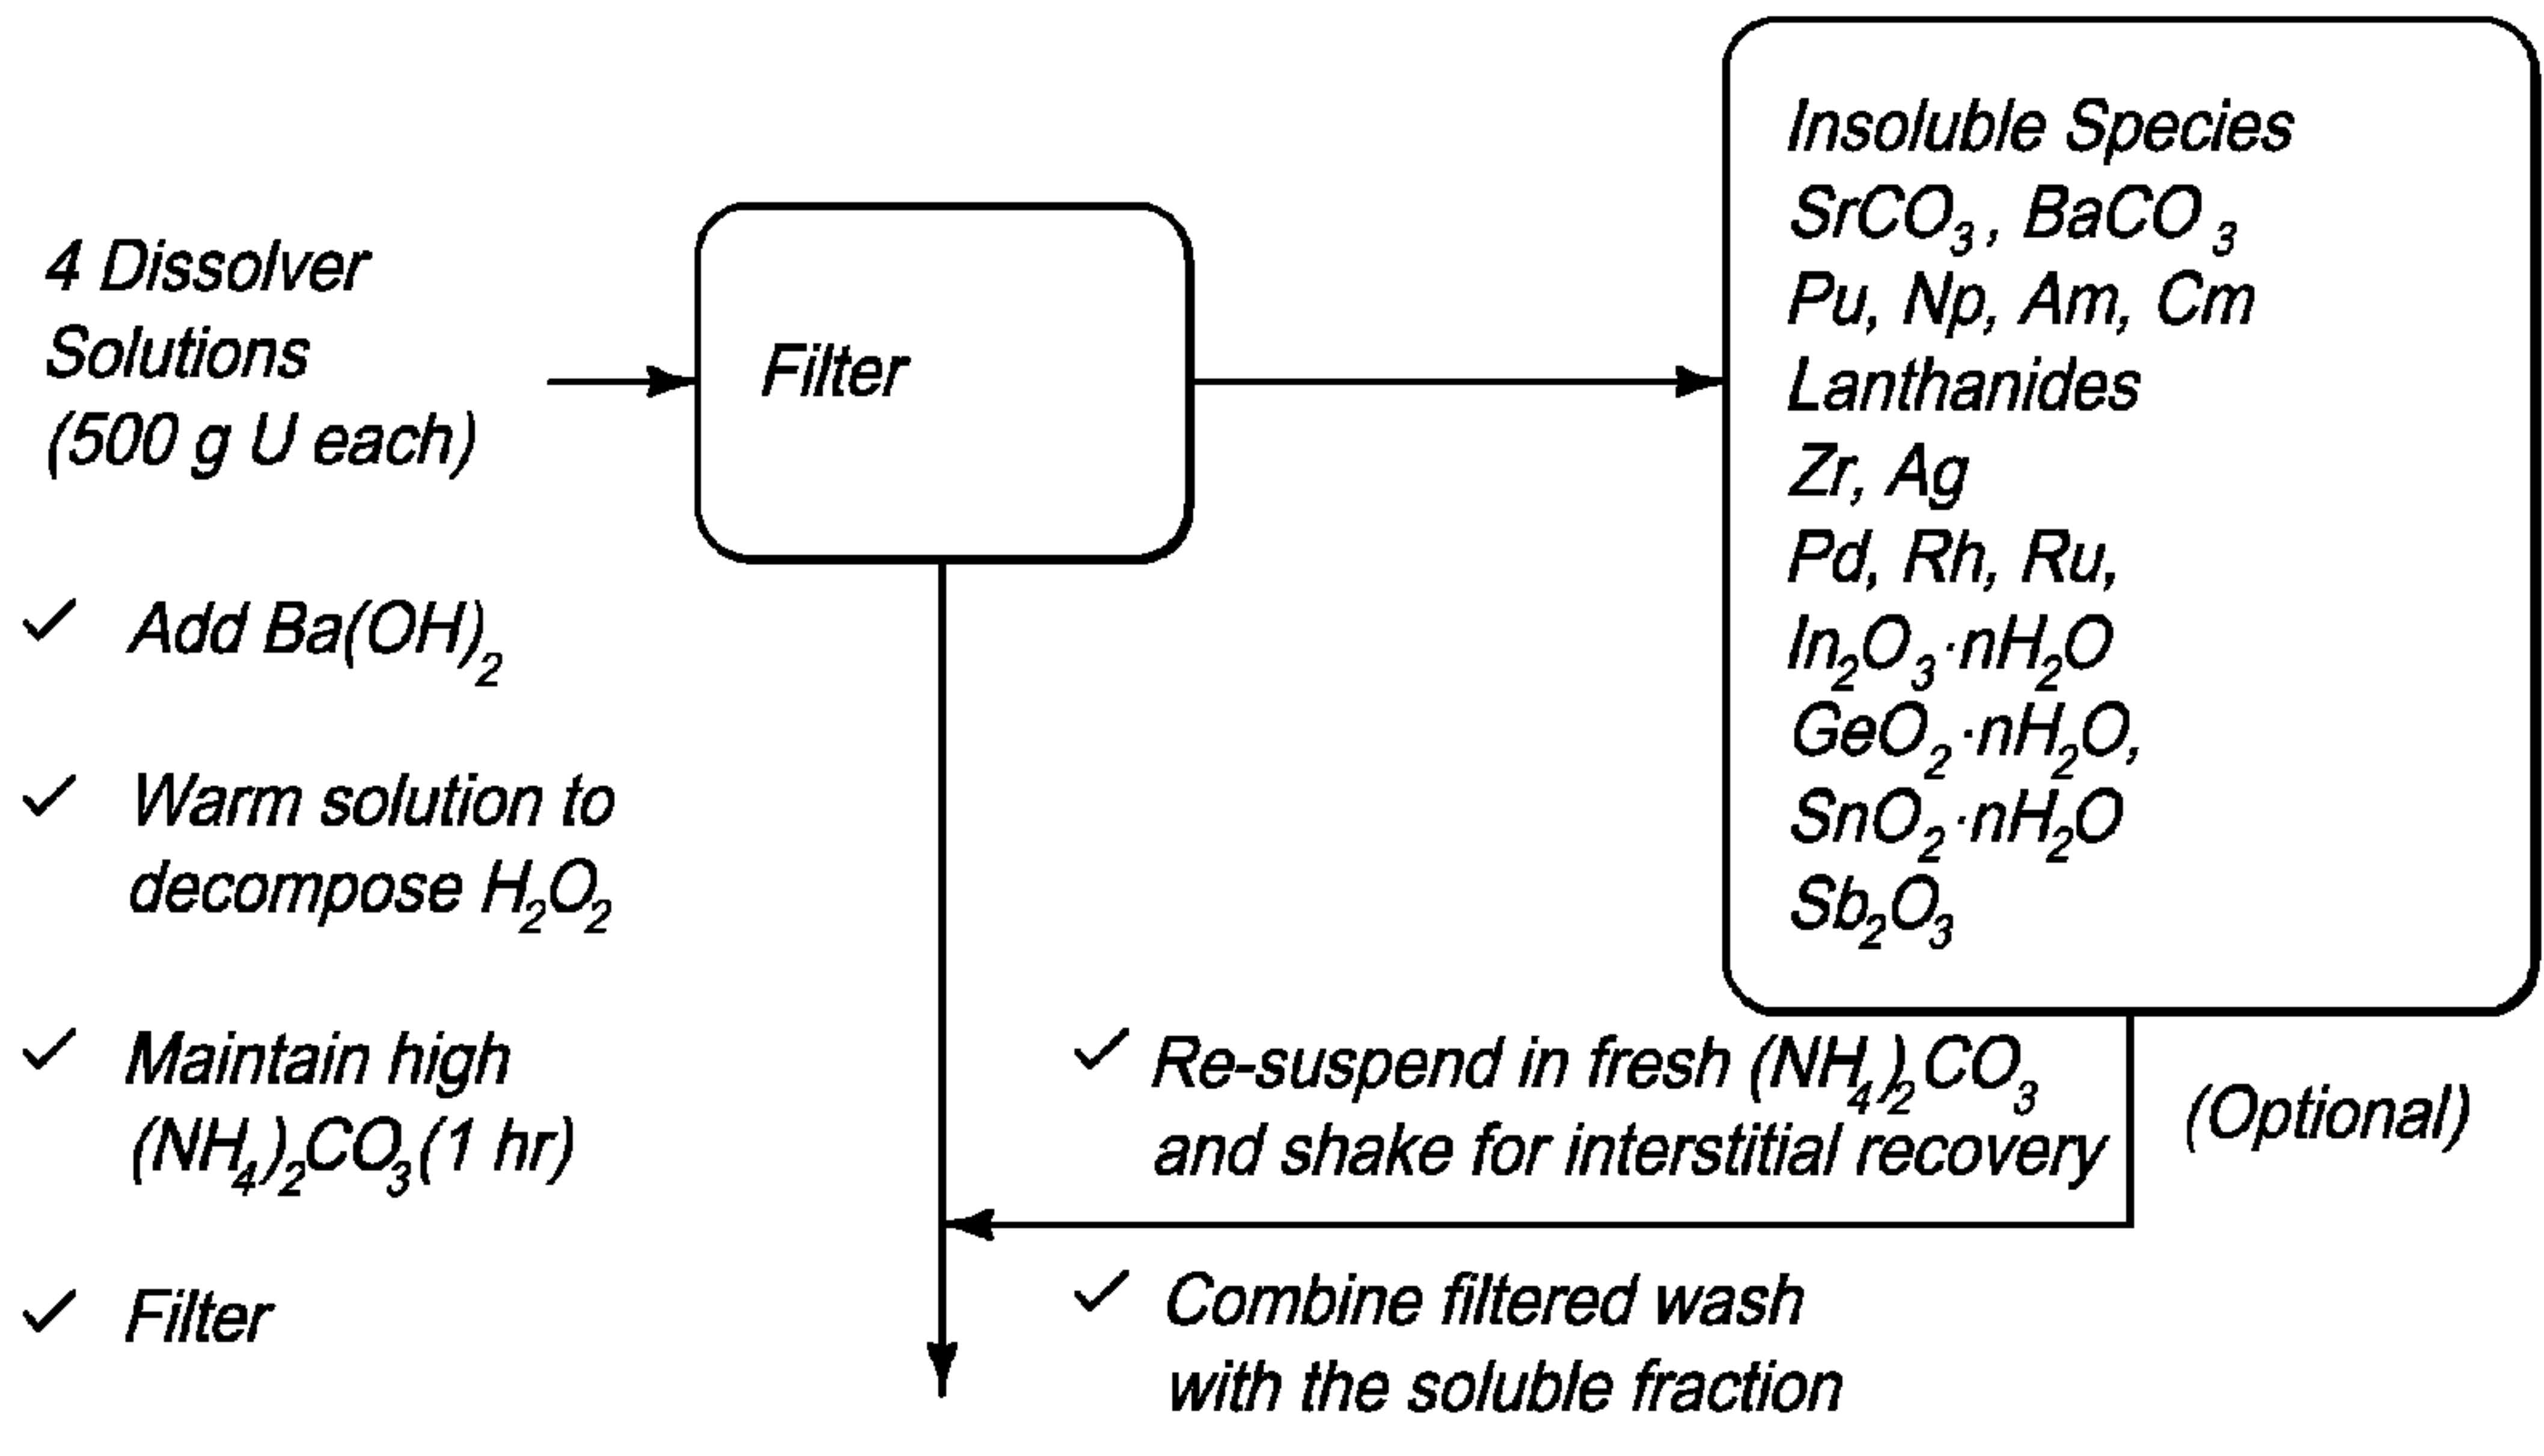 4 Dissolver
Solutions
(500 g U each)
✓ Add Ba(OH)₂
✓ Warm solution to
decompose H₂O₂
✓ Maintain high
(NH₄)₂CO₃(1 hr)
✓ Filter
Filter
Insoluble Species
SrCO₃, BaCO₃
Pu, Np, Am, Cm
Lanthanides
Zr, Ag
Pd, Rh, Ru,
In₂O₃·nH₂O
GeO₂·nH₂O,
SnO₂·nH₂O
Sb₂O₃
✓ Re-suspend in fresh (NH₄)₂CO₃
and shake for interstitial recovery
(Optional)
✓ Combine filtered wash
with the soluble fraction